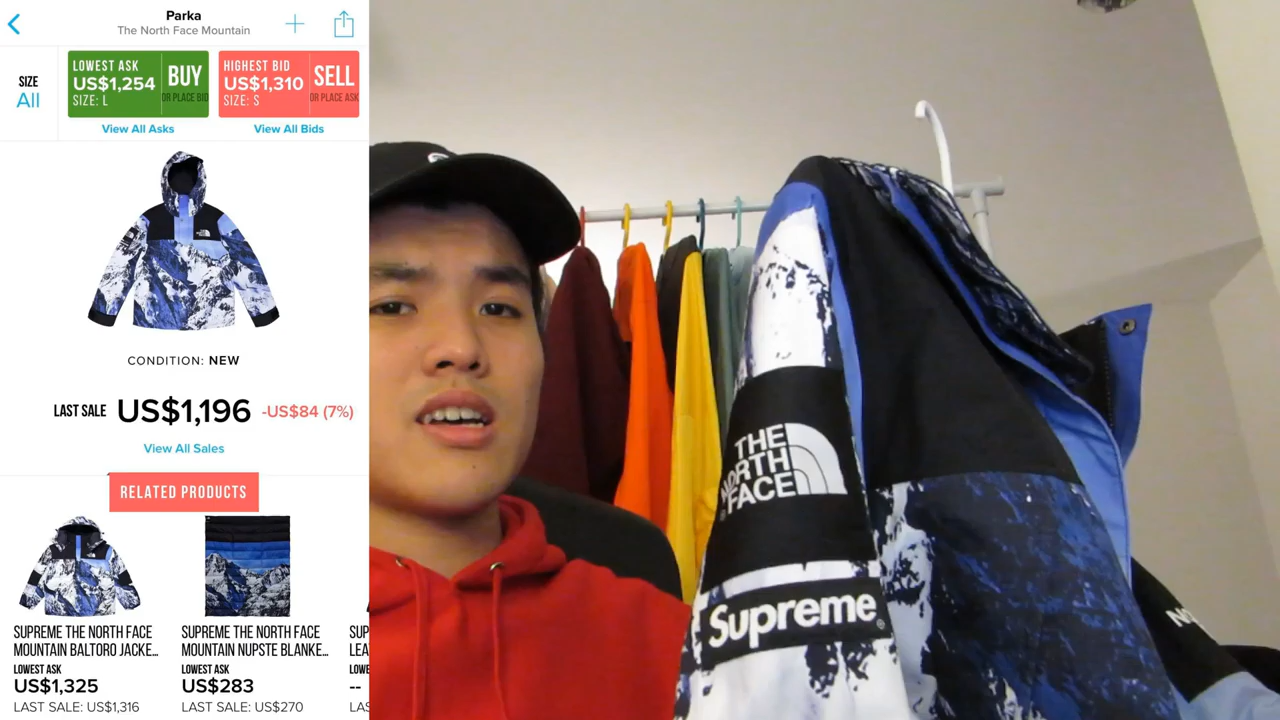 Parka
The North Face Mountain
SIZE
All
LOWEST ASK
US$1,254
SIZE: L
BUY
OR PLACE BID
HIGHEST BID
US$1,310
SIZE: S
SELL
OR PLACE ASK
View All Asks
View All Bids
CONDITION: NEW
LAST SALE US$1,196 -US$84 (7%)
View All Sales
RELATED PRODUCTS
SUPREME THE NORTH FACE
MOUNTAIN BALTORO JACKE...
LOWEST ASK
US$1,325
LAST SALE: US$1,316
SUPREME THE NORTH FACE
MOUNTAIN NUPSTE BLANKE...
LOWEST ASK
US$283
LAST SALE: US$270
SUP
LEA
LOWE
--
LAS
THE
NORTH
FACE
Supreme